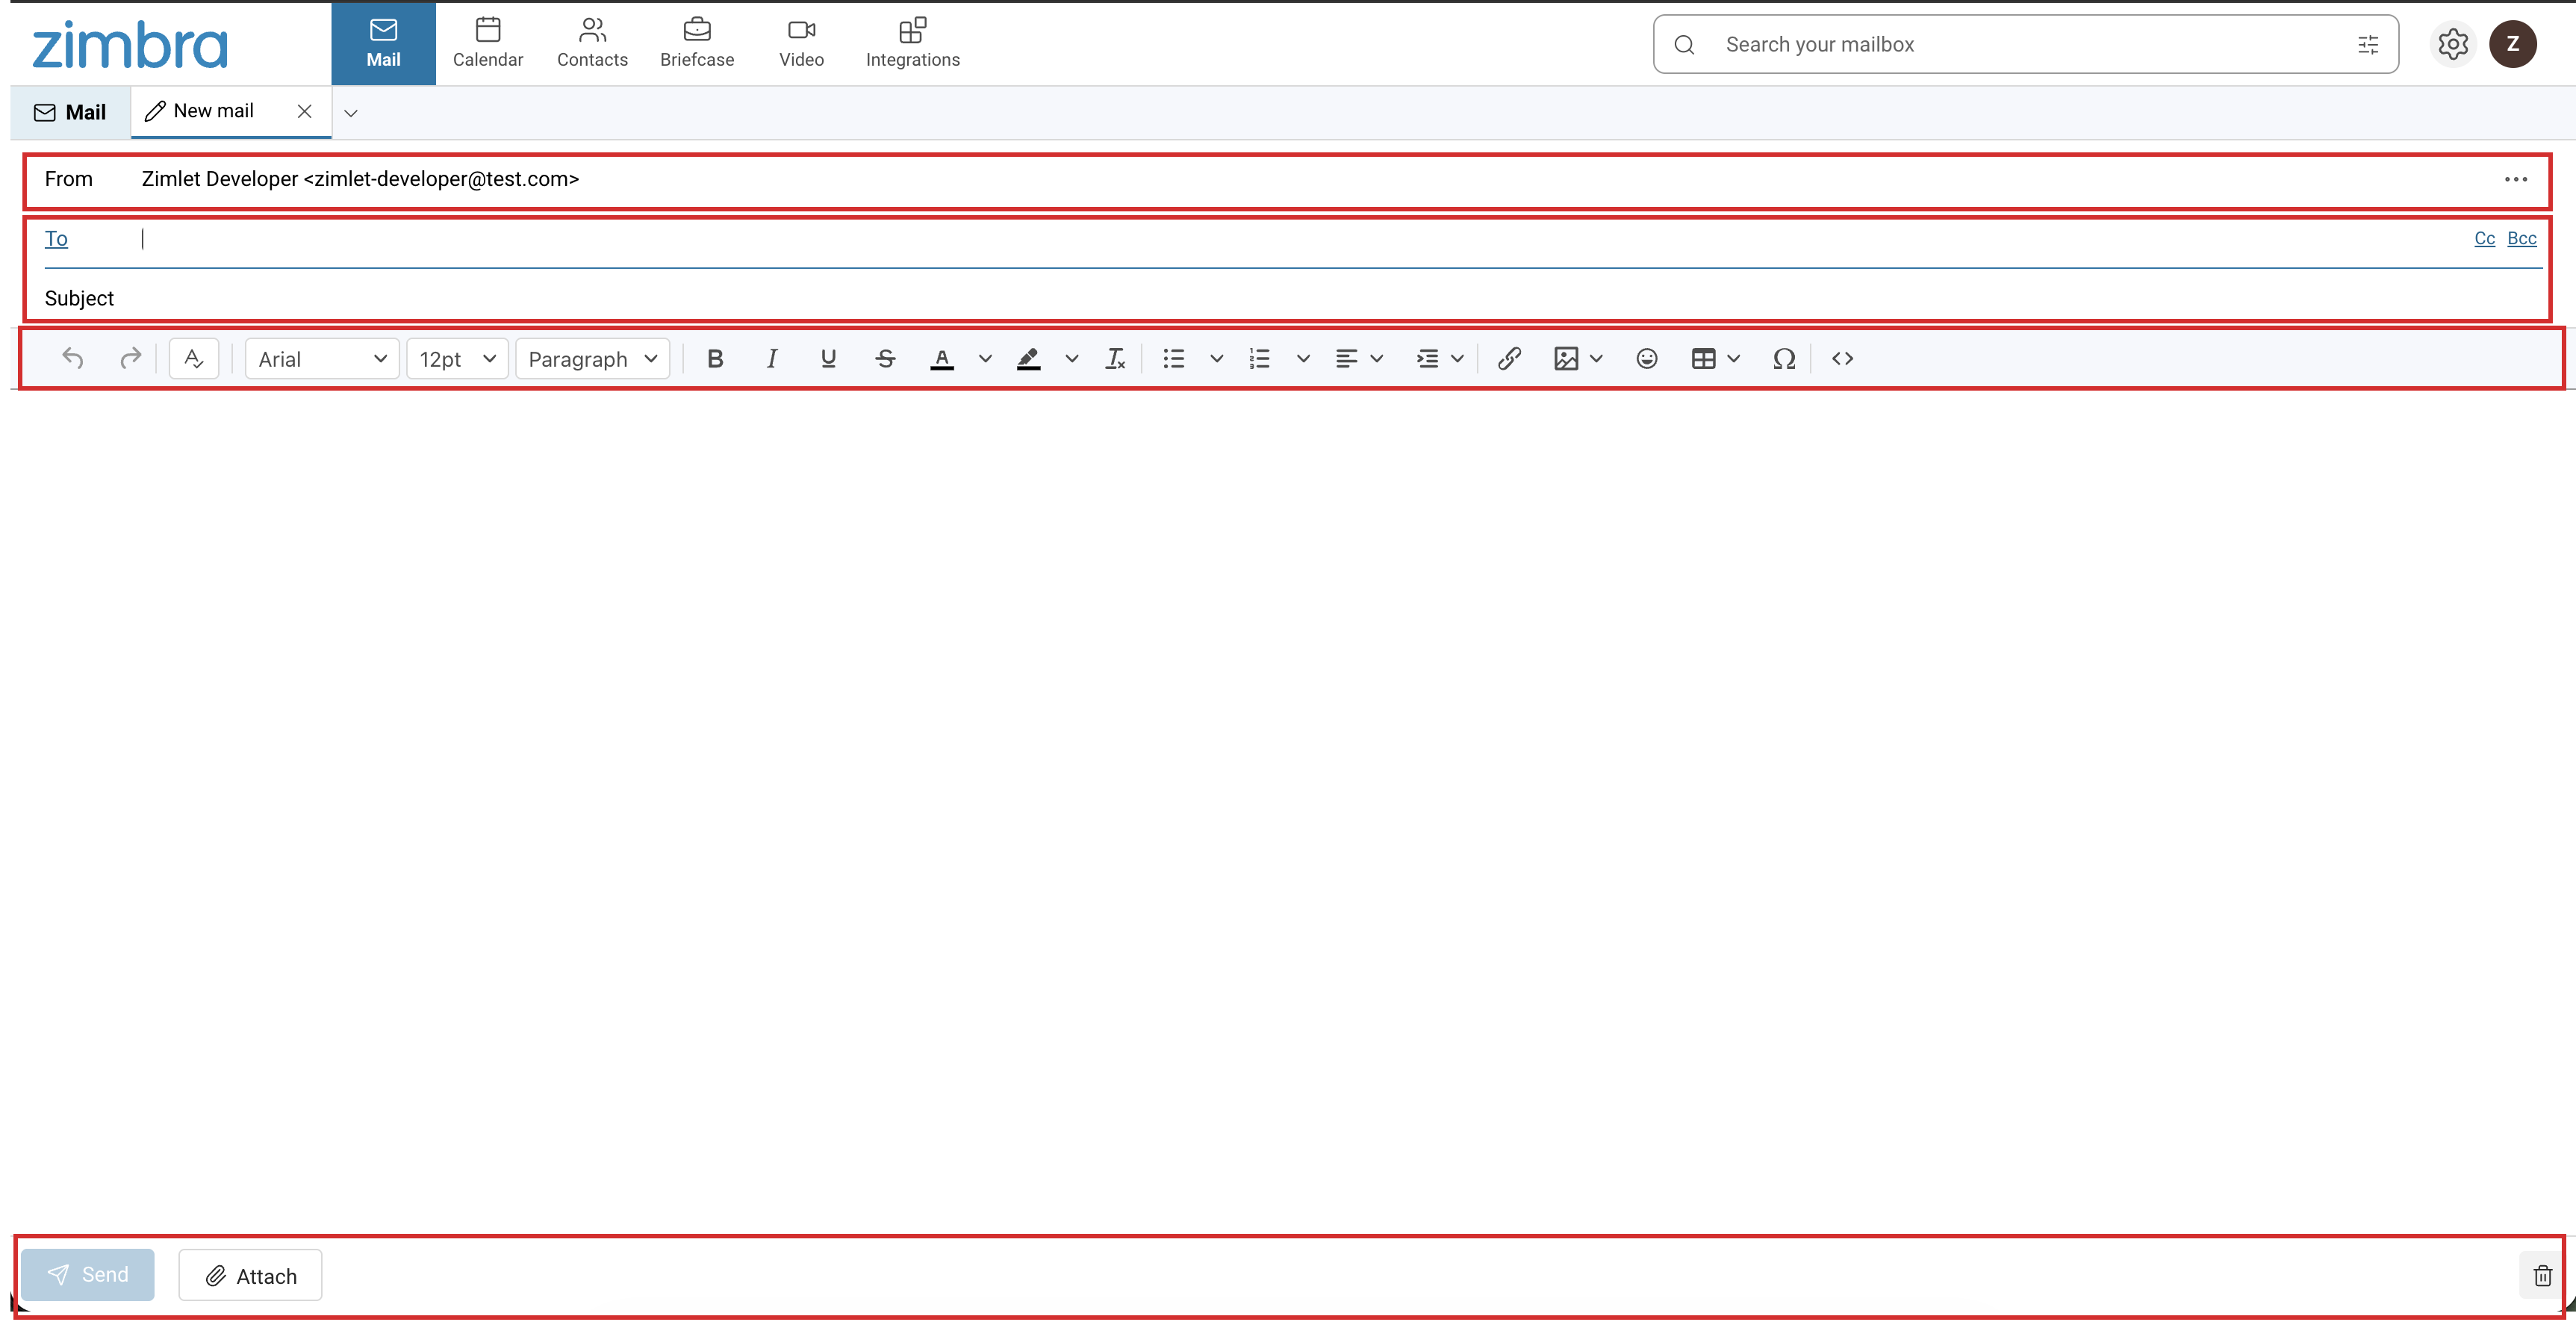 zimbra
Mail Calendar Contacts Briefcase Video Integrations
Search your mailbox
Z
Mail New mail
From Zimlet Developer <zimlet-developer@test.com>
To Cc Bcc
Subject
Arial 12pt Paragraph
Send Attach